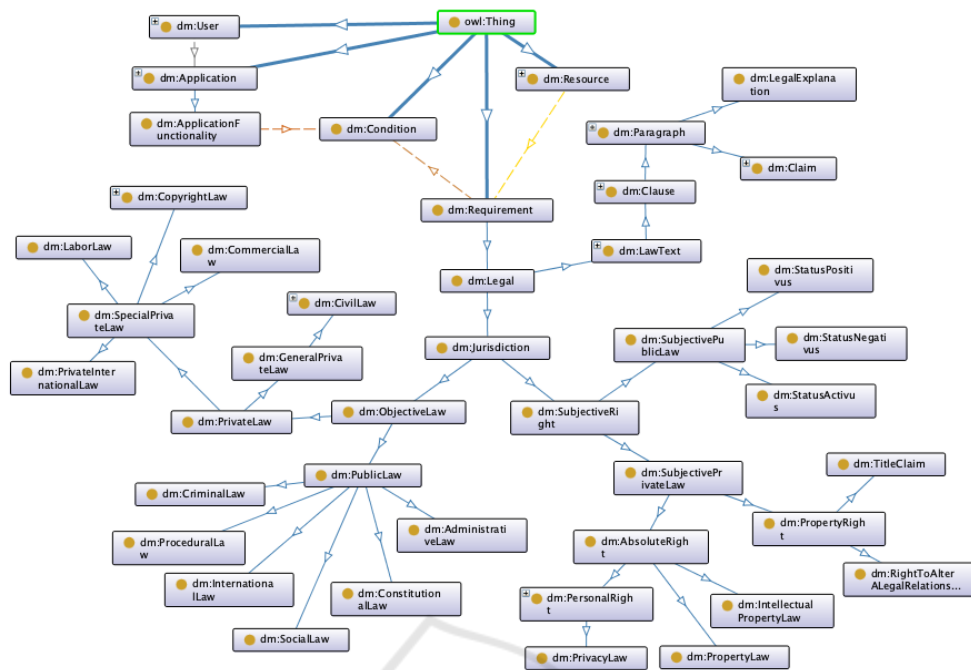 owl:Thing
dm:User
dm:Application
dm:Resource
dm:LegalExplana
tion
dm:ApplicationF
unctionality
dm:Condition
dm:Paragraph
dm:Claim
dm:Clause
dm:CopyrightLaw
dm:Requirement
dm:LaborLaw
dm:CommercialLa
w
dm:LawText
dm:Legal
dm:StatusPositi
vus
dm:CivilLaw
dm:SpecialPriva
teLaw
dm:Jurisdiction
dm:SubjectivePu
blicLaw
dm:StatusNegati
vus
dm:PrivateInter
nationalLaw
dm:GeneralPriva
teLaw
dm:StatusActivu
s
dm:PrivateLaw
dm:ObjectiveLaw
dm:SubjectiveRi
ght
dm:TitleClaim
dm:PublicLaw
dm:SubjectivePr
ivateLaw
dm:CriminalLaw
dm:PropertyRigh
t
dm:ProceduralLa
w
dm:Administrati
veLaw
dm:AbsoluteRigh
t
dm:RightToAlter
ALegalRelations...
dm:Internationa
lLaw
dm:Constitution
alLaw
dm:PersonalRigh
t
dm:Intellectual
PropertyLaw
dm:SocialLaw
dm:PrivacyLaw
dm:PropertyLaw